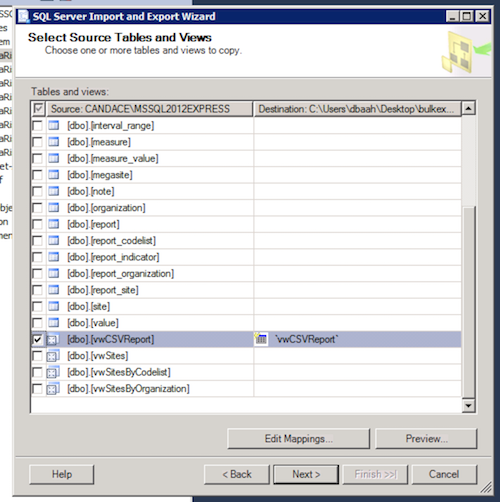 SQL Server Import and Export Wizard
Select Source Tables and Views
Choose one or more tables and views to copy.
Tables and views:
Source: CANDACE\MSSQL2012EXPRESS Destination: C:\Users\dbaah\Desktop\bulkex...
[dbo].[interval_range]
[dbo].[measure]
[dbo].[measure_value]
[dbo].[megasite]
[dbo].[note]
[dbo].[organization]
[dbo].[report]
[dbo].[report_codelist]
[dbo].[report_indicator]
[dbo].[report_organization]
[dbo].[report_site]
[dbo].[site]
[dbo].[value]
[dbo].[vwCSVReport] `vwCSVReport`
[dbo].[vwSites]
[dbo].[vwSitesByCodelist]
[dbo].[vwSitesByOrganization]
Edit Mappings... Preview...
Help < Back Next > Finish >>| Cancel